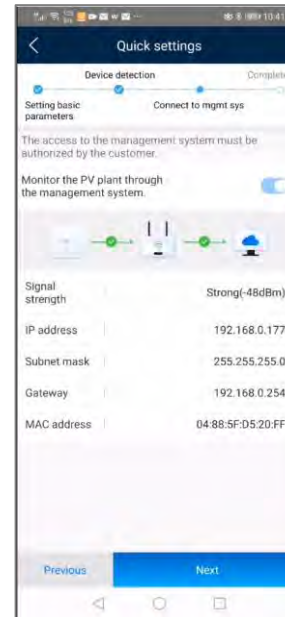 10:41
Quick settings
Device detection
Complete
Setting basic
parameters
Connect to mgmt sys
The access to the management system must be
authorized by the customer.
Monitor the PV plant through
the management system.
Signal
strength
Strong(-48dBm)
IP address
192.168.0.177
Subnet mask
255.255.255.0
Gateway
192.168.0.254
MAC address
04:88:5F:D5:20:FF
Previous
Next